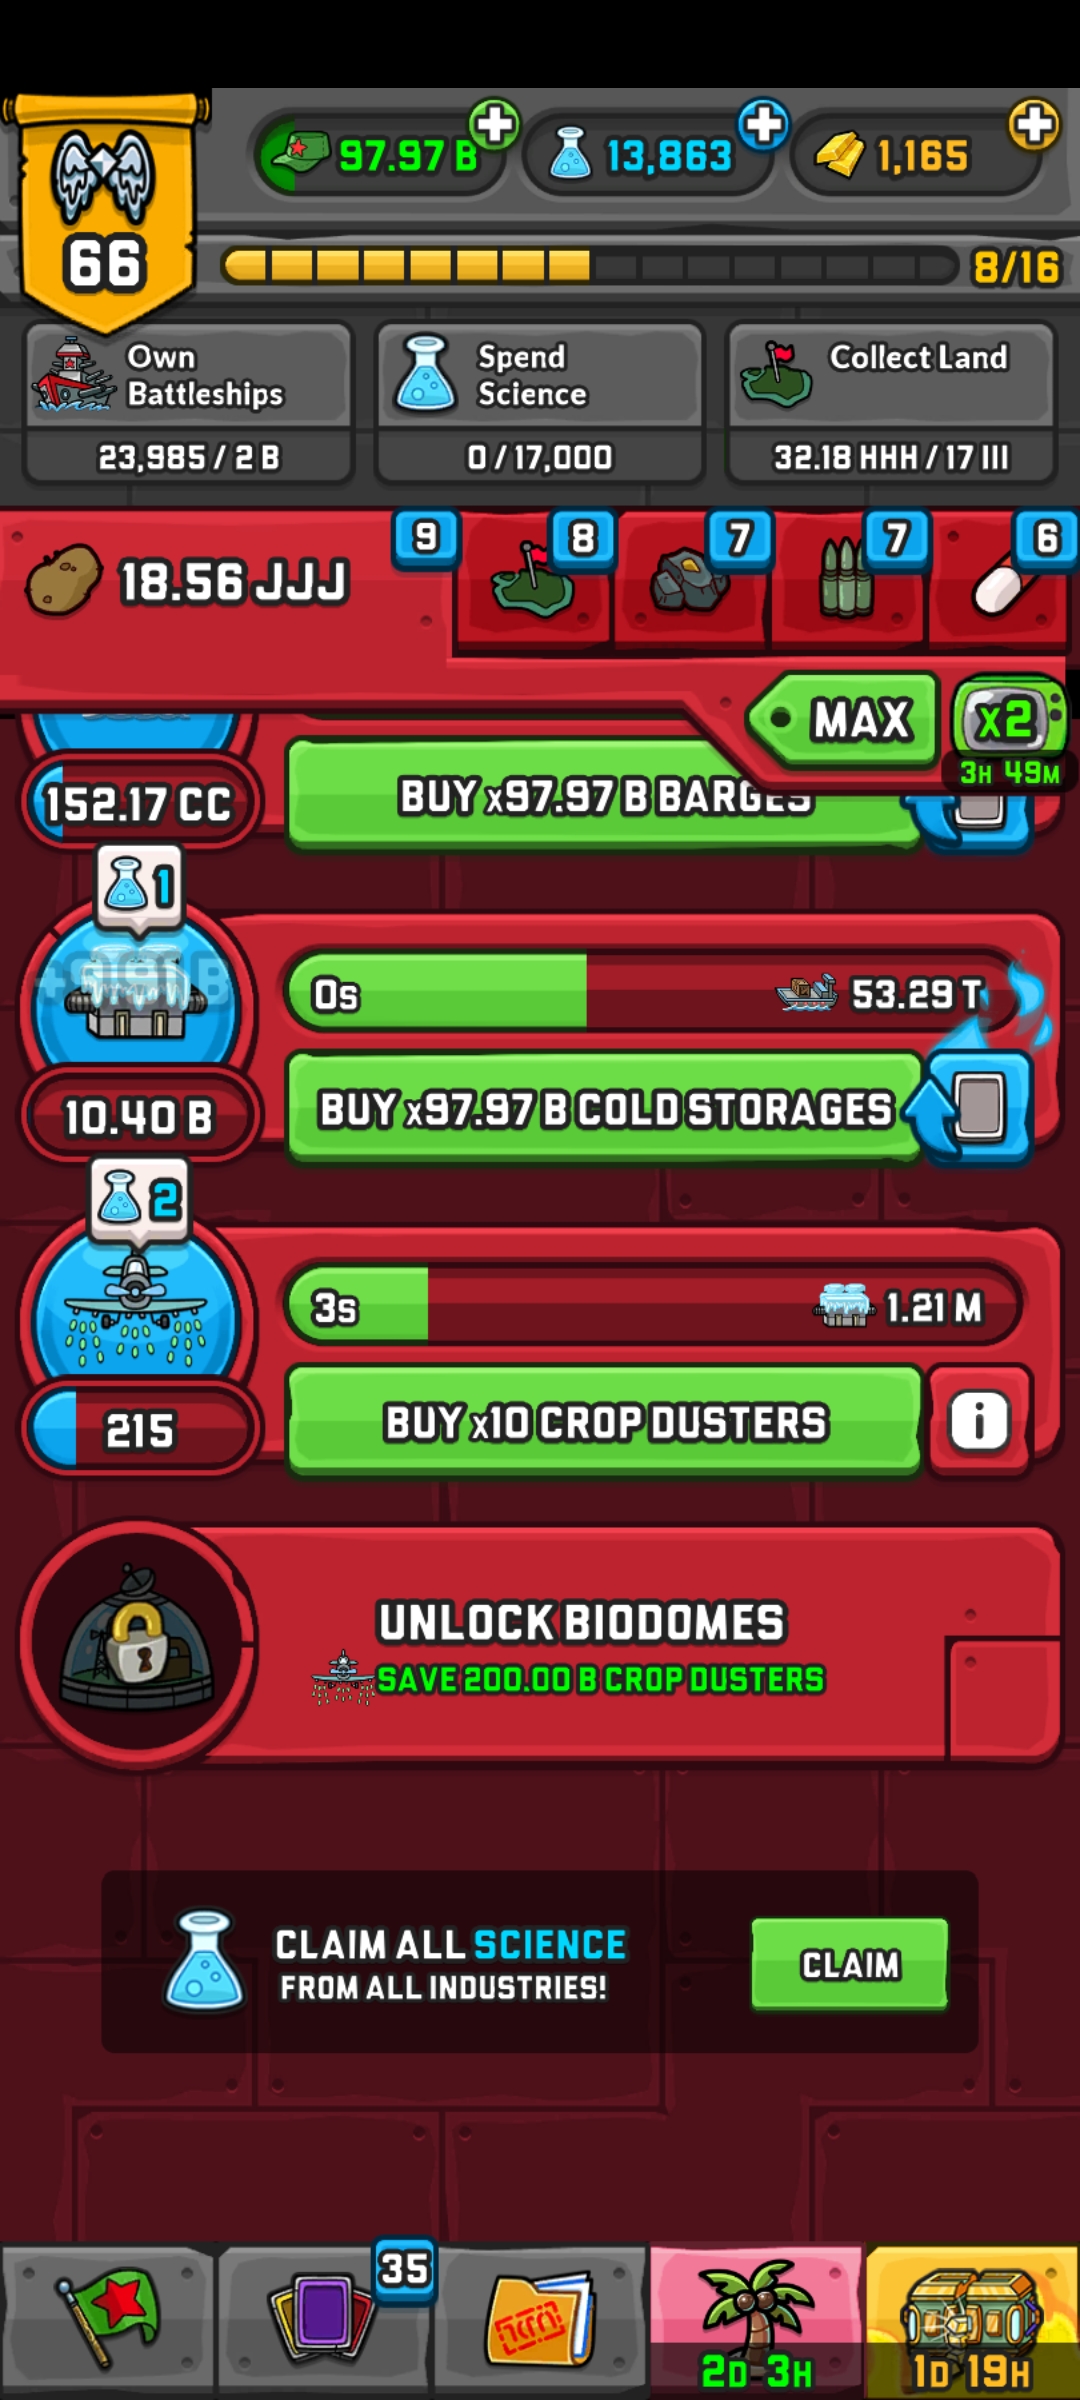 97.97 B
13,863
1,165
66
8/16
Own
Battleships
Spend
Science
Collect Land
23,985 / 2 B
0 / 17,000
32.18 HHH / 17 III
18.56 JJJ
9
8
7
7
6
MAX
x2
3H 49M
152.17 CC
BUY x97.97 B BARGES
1
0s
53.29 T
10.40 B
BUY x97.97 B COLD STORAGES
2
3s
1.21 M
215
BUY x10 CROP DUSTERS
i
UNLOCK BIODOMES
SAVE 200.00 B CROP DUSTERS
CLAIM ALL SCIENCE
FROM ALL INDUSTRIES!
CLAIM
35
2D 3H
1D 19H